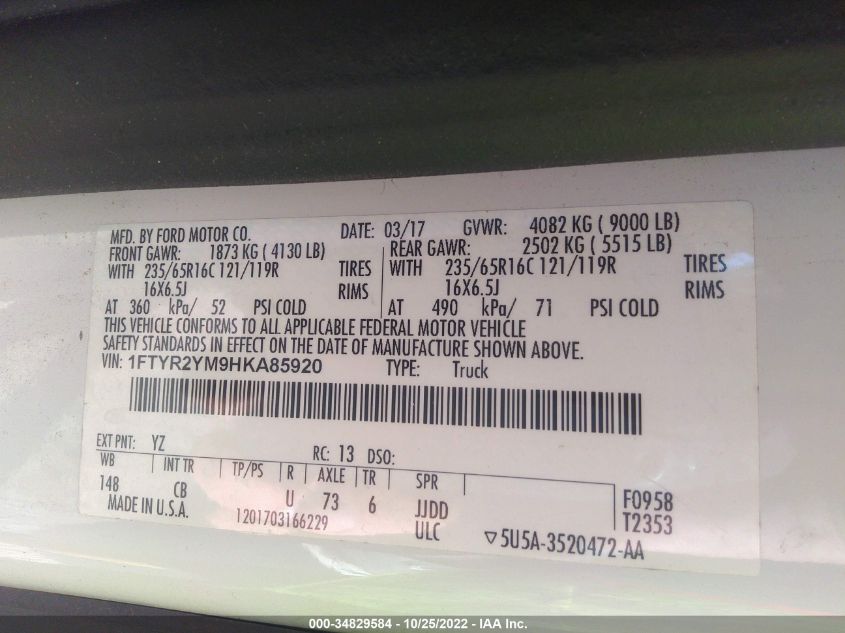 MFD. BY FORD MOTOR CO. DATE: 03/17 GVWR: 4082 KG ( 9000 LB)
FRONT GAWR: 1873 KG ( 4130 LB) REAR GAWR: 2502 KG ( 5515 LB)
WITH 235/65R16C 121/119R TIRES WITH 235/65R16C 121/119R TIRES
16X6.5J RIMS 16X6.5J RIMS
AT 360 kPa/ 52 PSI COLD AT 490 kPa/ 71 PSI COLD
THIS VEHICLE CONFORMS TO ALL APPLICABLE FEDERAL MOTOR VEHICLE
SAFETY STANDARDS IN EFFECT ON THE DATE OF MANUFACTURE SHOWN ABOVE.
VIN: 1FTYR2YM9HKA85920 TYPE: Truck
EXT PNT: YZ RC: 13 DSO:
WB INT TR TP/PS R AXLE TR SPR
148 CB U 73 6 JJDD F0958
MADE IN U.S.A. 1201703166229 ULC T2353
▽5U5A-3520472-AA
000-34829584 - 10/25/2022 - IAA Inc.